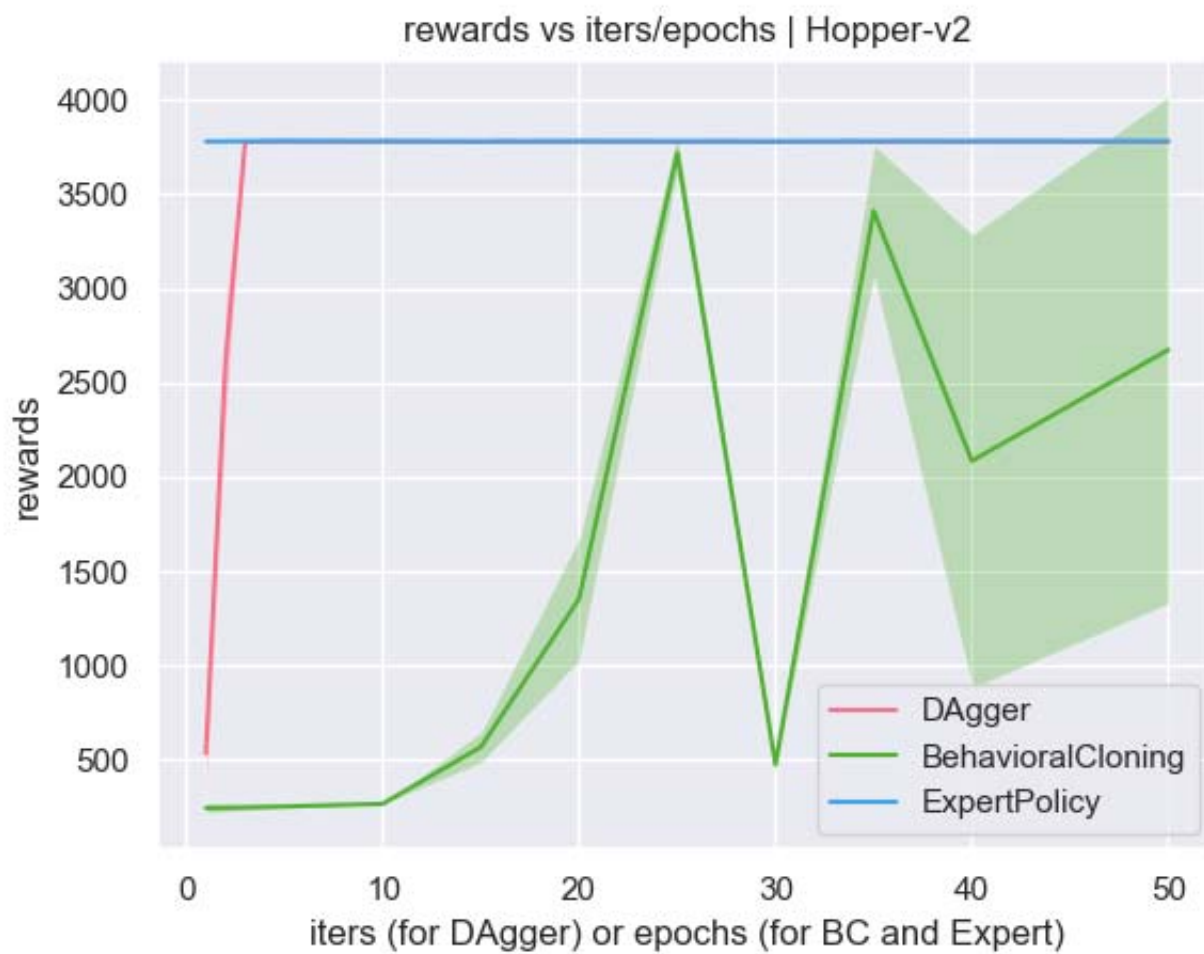 rewards vs iters/epochs | Hopper-v2
4000
3500
3000
2500
2000
1500
1000
500
rewards
DAgger
BehavioralCloning
ExpertPolicy
0 10 20 30 40 50
iters (for DAgger) or epochs (for BC and Expert)